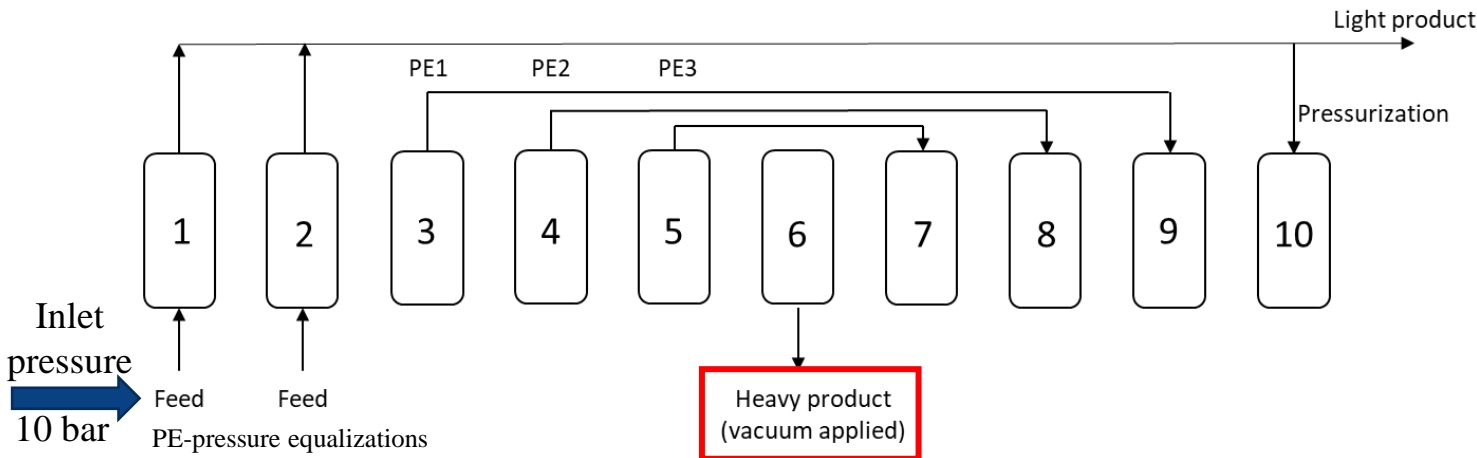 Light product
PE1 PE2 PE3
Pressurization
1 2 3 4 5 6 7 8 9 10
Inlet
pressure
10 bar
Feed Feed
PE-pressure equalizations
Heavy product
(vacuum applied)